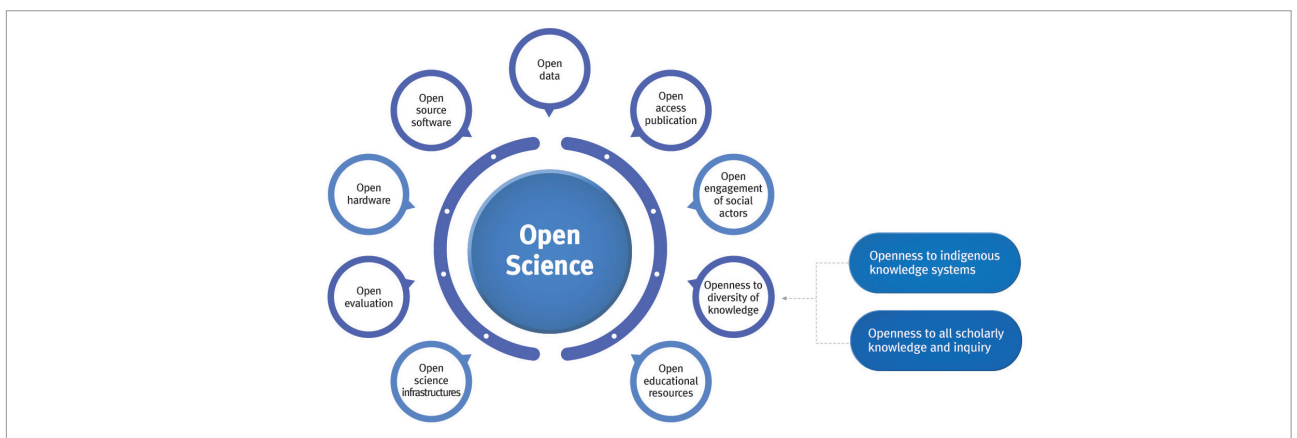 Open
data
Open
access
publication
Open
engagement
of social
actors
Openness to
diversity of
knowledge
Open
educational
resources
Open
science
infrastructures
Open
evaluation
Open
hardware
Open
source
software
Open
Science
Openness to indigenous
knowledge systems
Openness to all scholarly
knowledge and inquiry